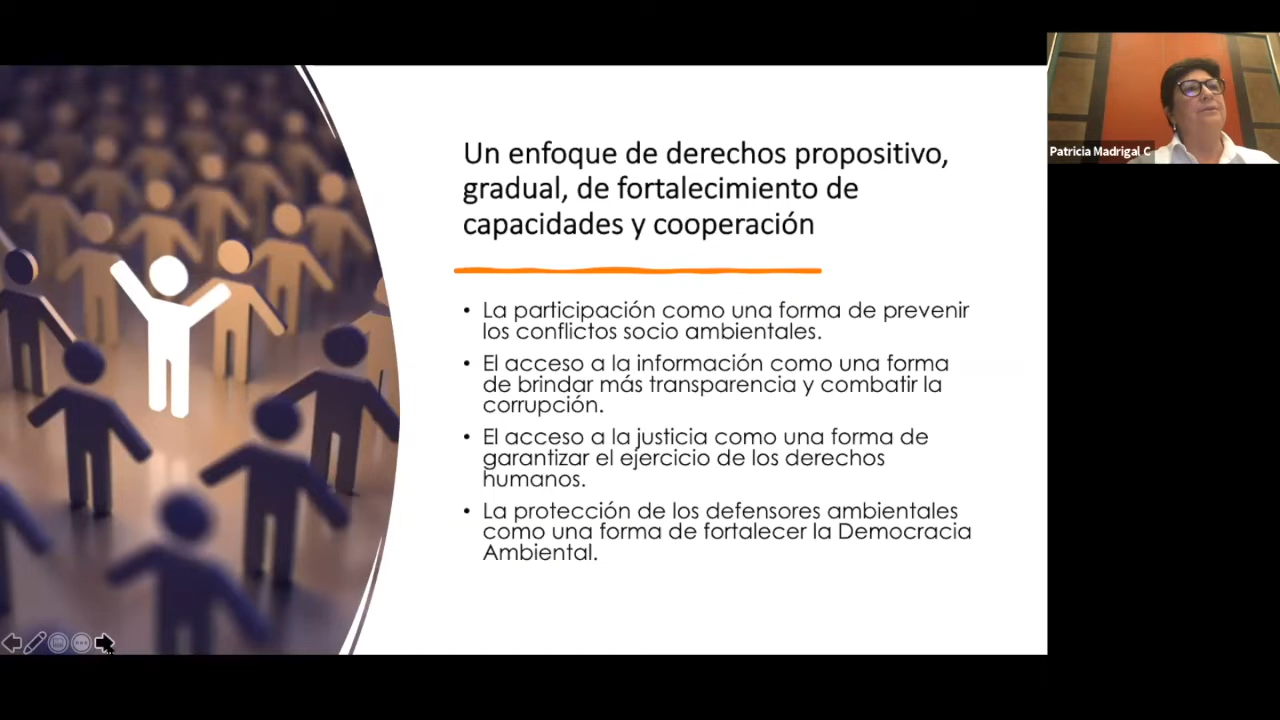 Un enfoque de derechos propositivo,
gradual, de fortalecimiento de
capacidades y cooperación
• La participación como una forma de prevenir
los conflictos socio ambientales.
• El acceso a la información como una forma
de brindar más transparencia y combatir la
corrupción.
• El acceso a la justicia como una forma de
garantizar el ejercicio de los derechos
humanos.
• La protección de los defensores ambientales
como una forma de fortalecer la Democracia
Ambiental.
Patricia Madrigal C